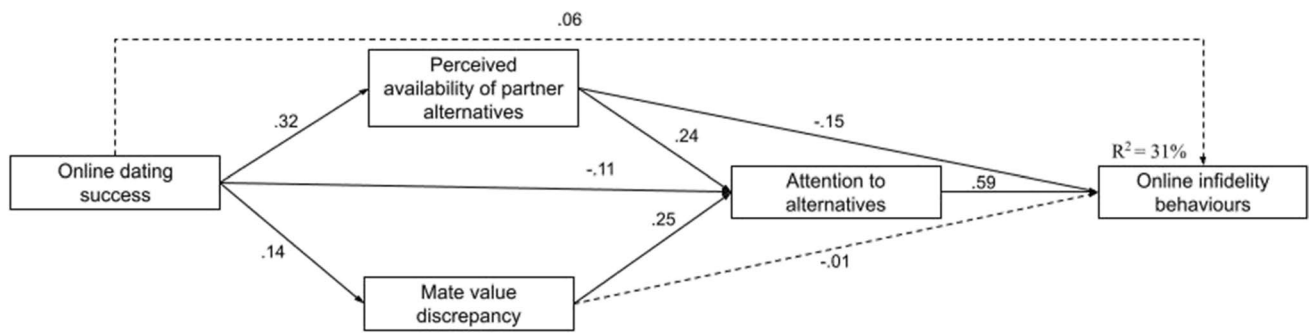 .06
Perceived
availability of partner
alternatives
.32
.24
-.15
R² = 31%
Online dating
success
-.11
Attention to
alternatives
.59
Online infidelity
behaviours
.14
.25
-.01
Mate value
discrepancy